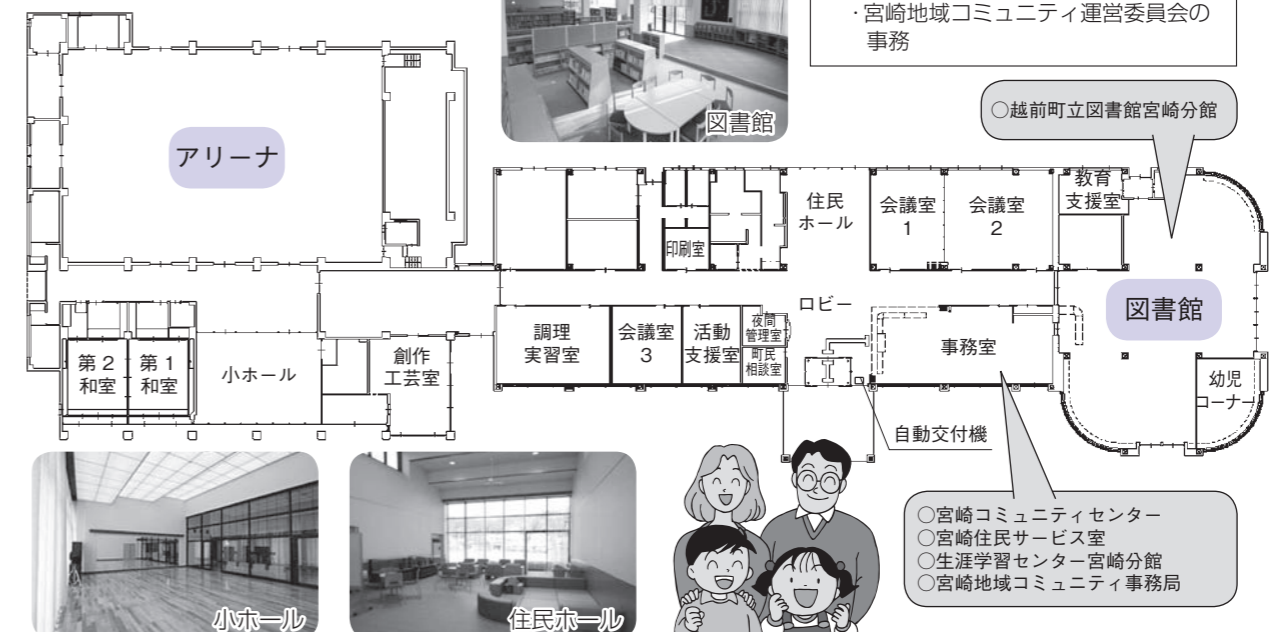 ・宮崎地域コミュニティ運営委員会の
事務
図書館
○越前町立図書館宮崎分館
アリーナ
教育
支援室
住民
ホール
会議室
1
会議室
2
印刷室
ロビー
図書館
調理
実習室
会議室
3
活動
支援室
夜間
管理室
町民
相談室
事務室
第2
和室
第1
和室
小ホール
創作
工芸室
幼児
コーナー
自動交付機
○宮崎コミュニティセンター
○宮崎住民サービス室
○生涯学習センター宮崎分館
○宮崎地域コミュニティ事務局
小ホール
住民ホール